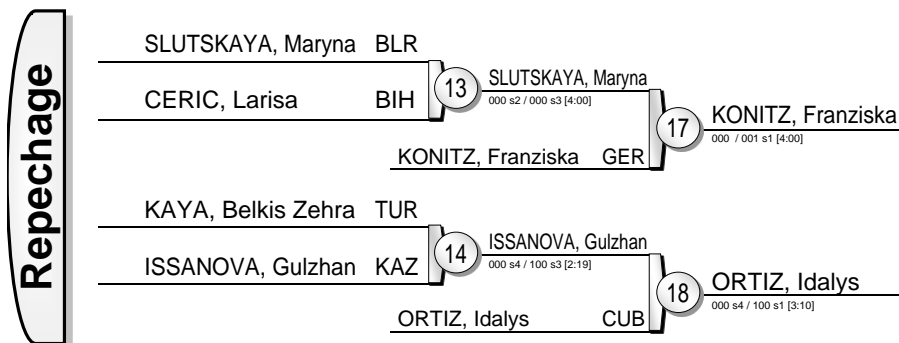 Repechage
SLUTSKAYA, Maryna BLR
CERIC, Larisa BIH
13
SLUTSKAYA, Maryna
000 s2 / 000 s3 [4:00]
KONITZ, Franziska GER
17
KONITZ, Franziska
000 / 001 s1 [4:00]
KAYA, Belkis Zehra TUR
ISSANOVA, Gulzhan KAZ
14
ISSANOVA, Gulzhan
000 s4 / 100 s3 [2:19]
ORTIZ, Idalys CUB
18
ORTIZ, Idalys
000 s4 / 100 s1 [3:10]